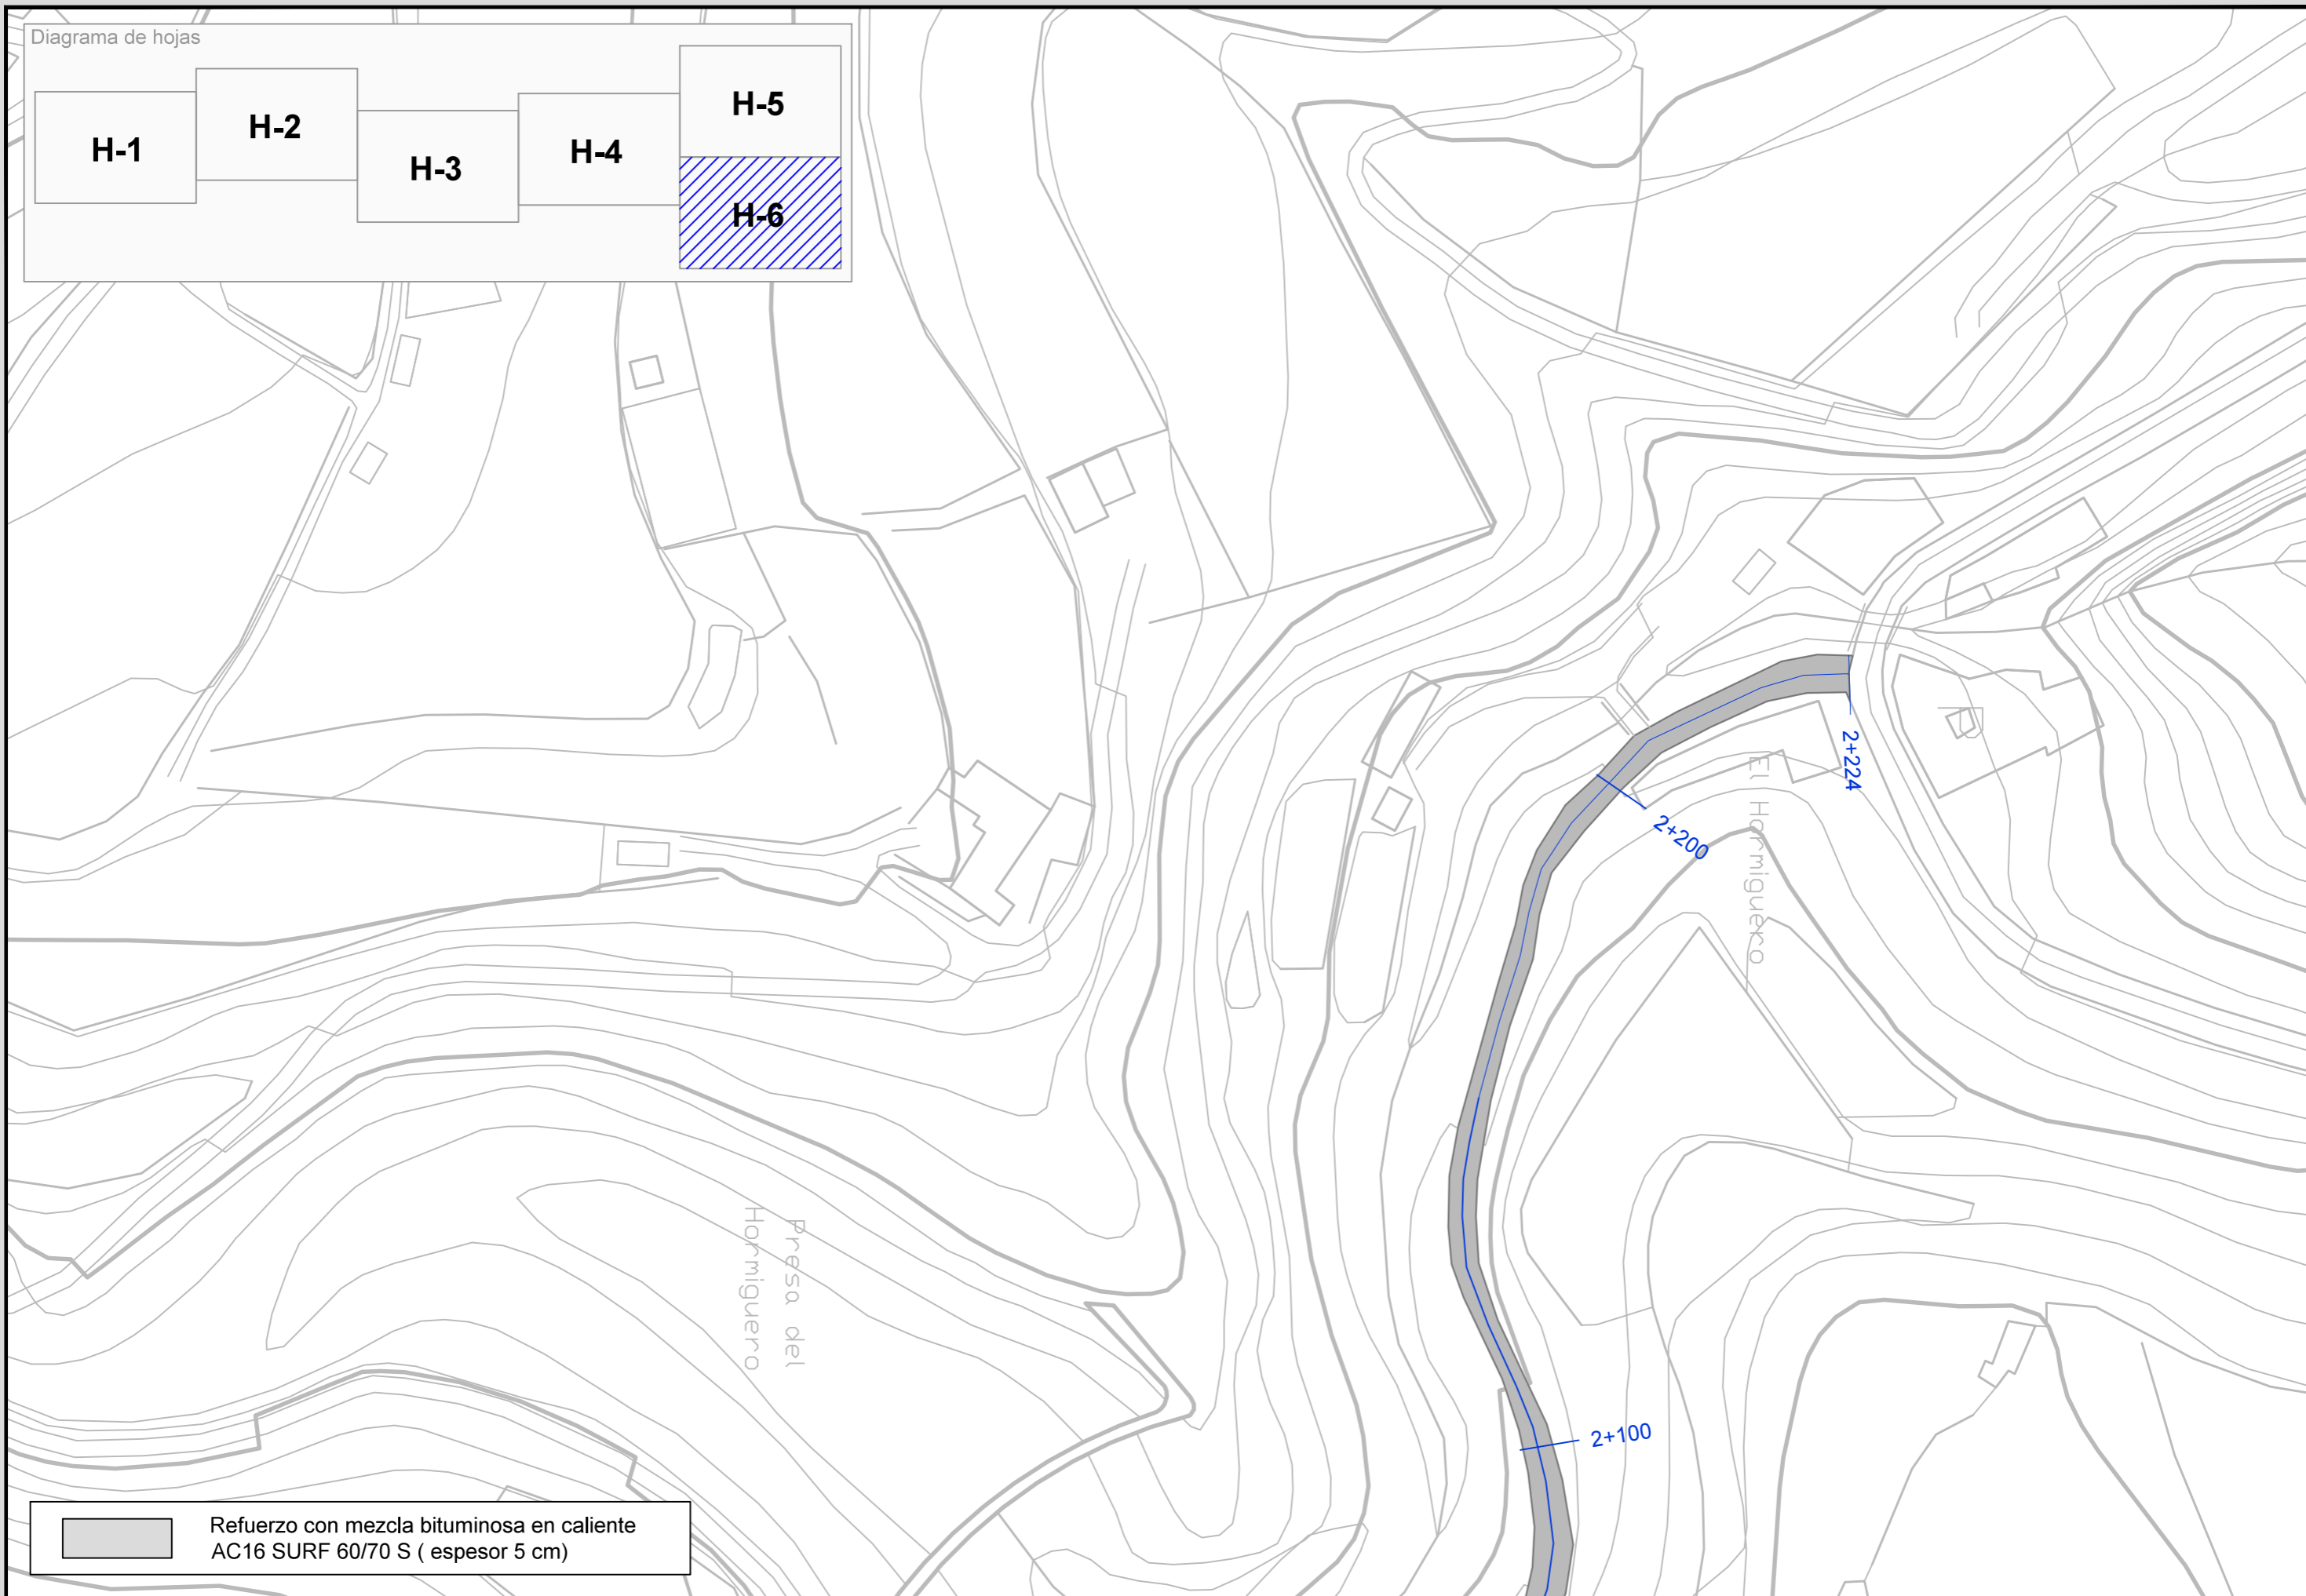 Diagrama de hojas
H-1
H-2
H-3
H-4
H-5
H-6
2+224
2+200
El Hormiguero
Presa del
Hormiguero
2+100
Refuerzo con mezcla bituminosa en caliente
AC16 SURF 60/70 S ( espesor 5 cm)